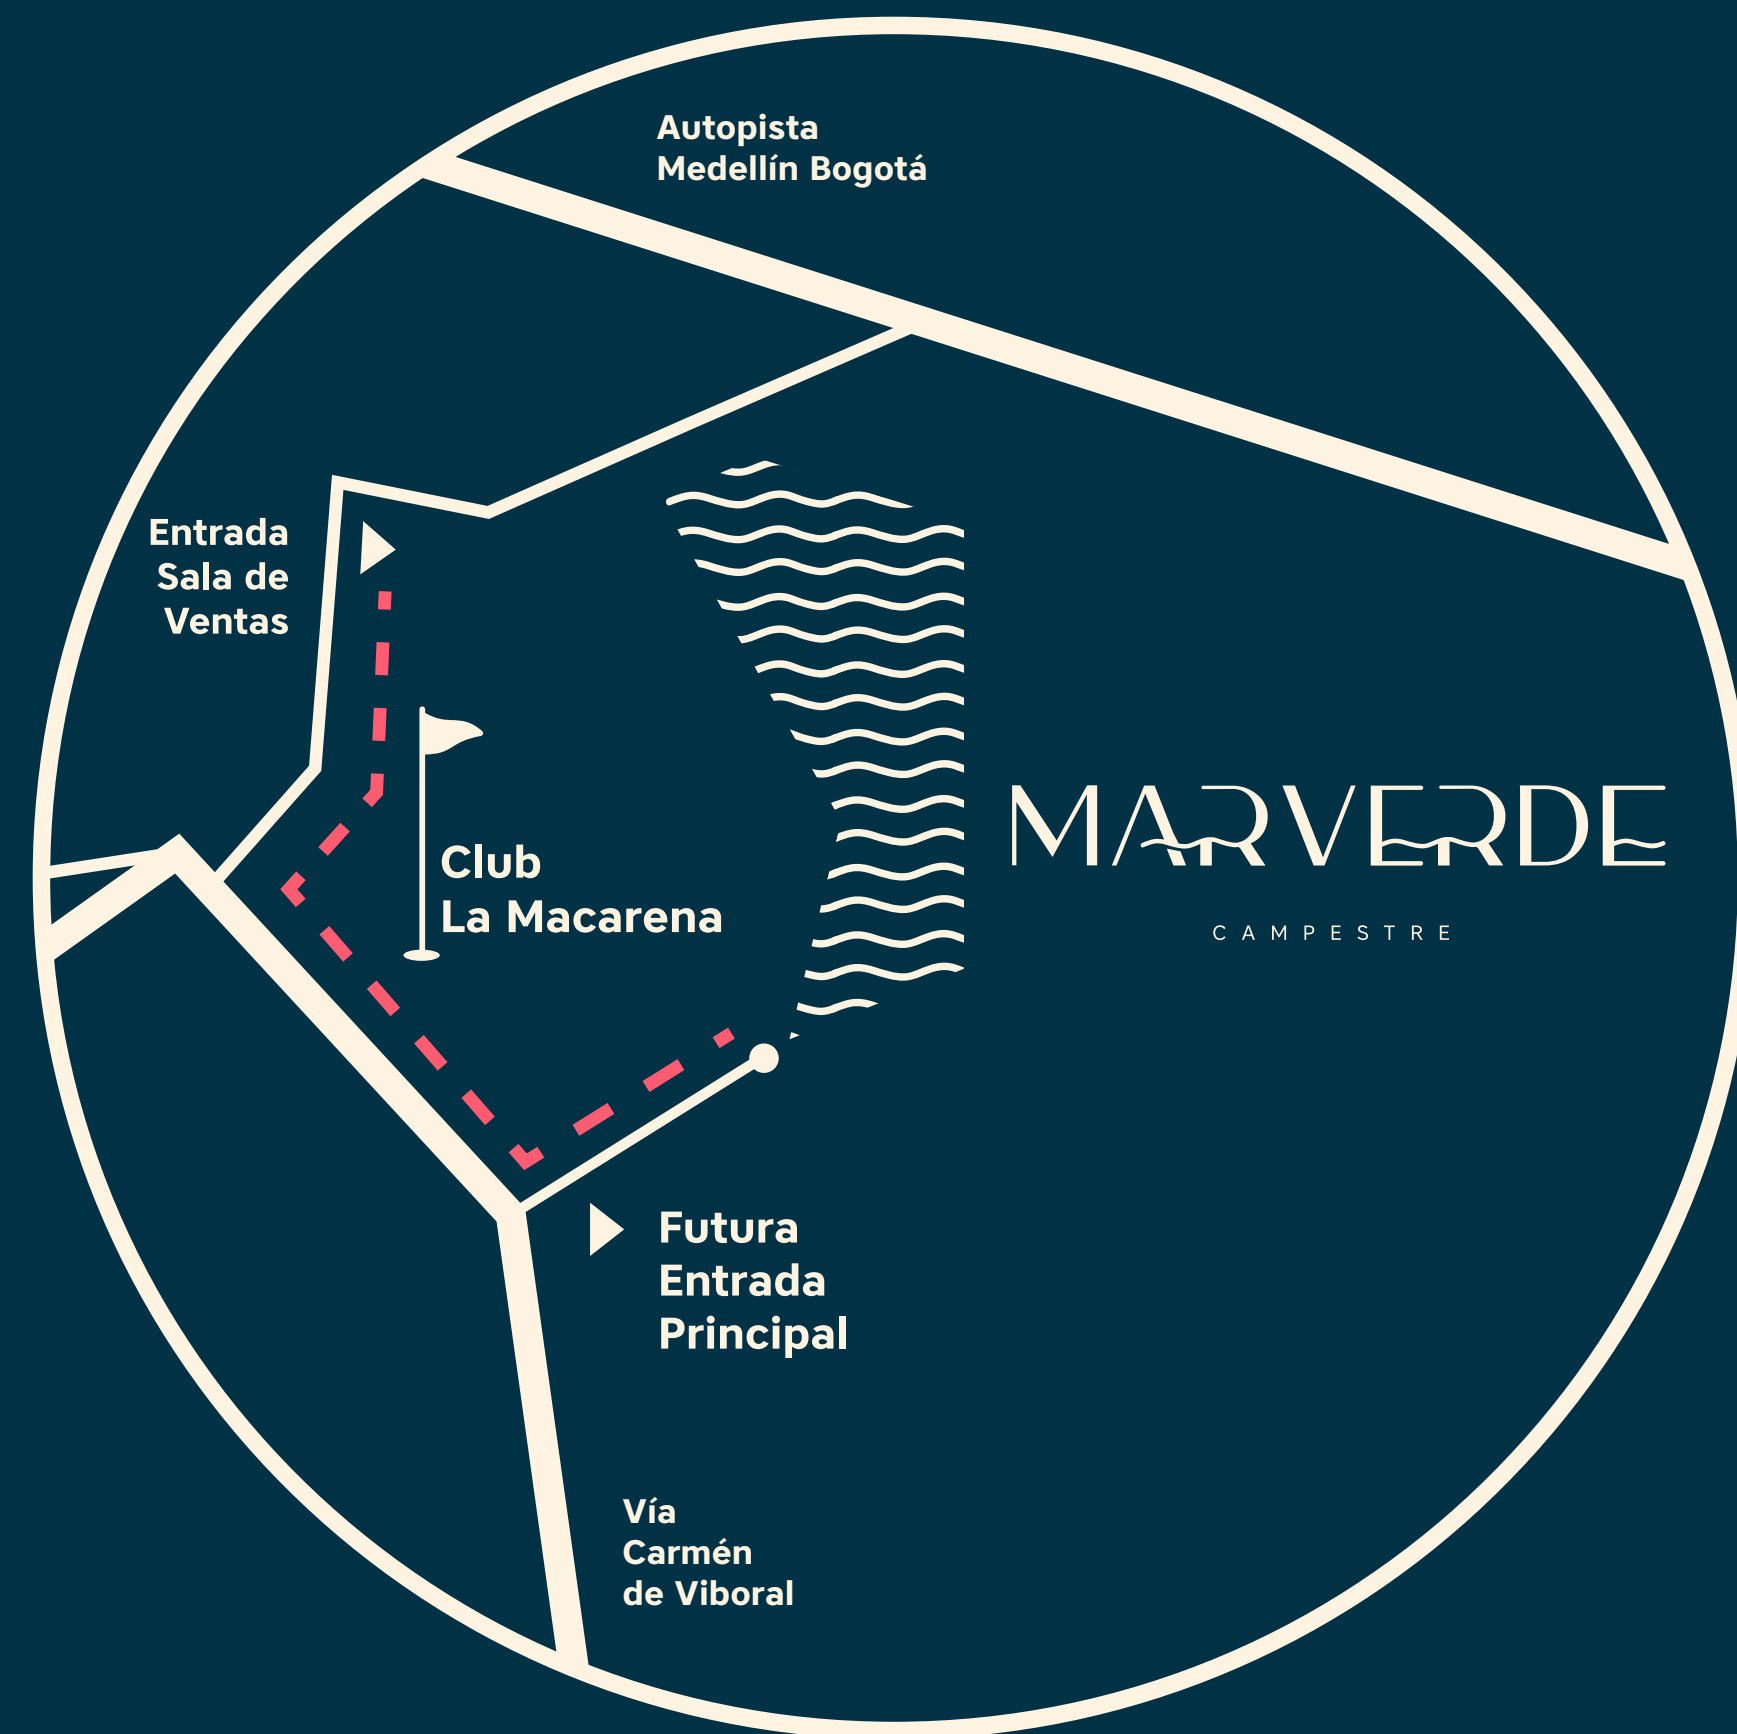 Autopista
Medellín Bogotá
Entrada
Sala de
Ventas
Club
La Macarena
MARVERDE
CAMPESTRE
Futura
Entrada
Principal
Vía
Carmén
de Viboral